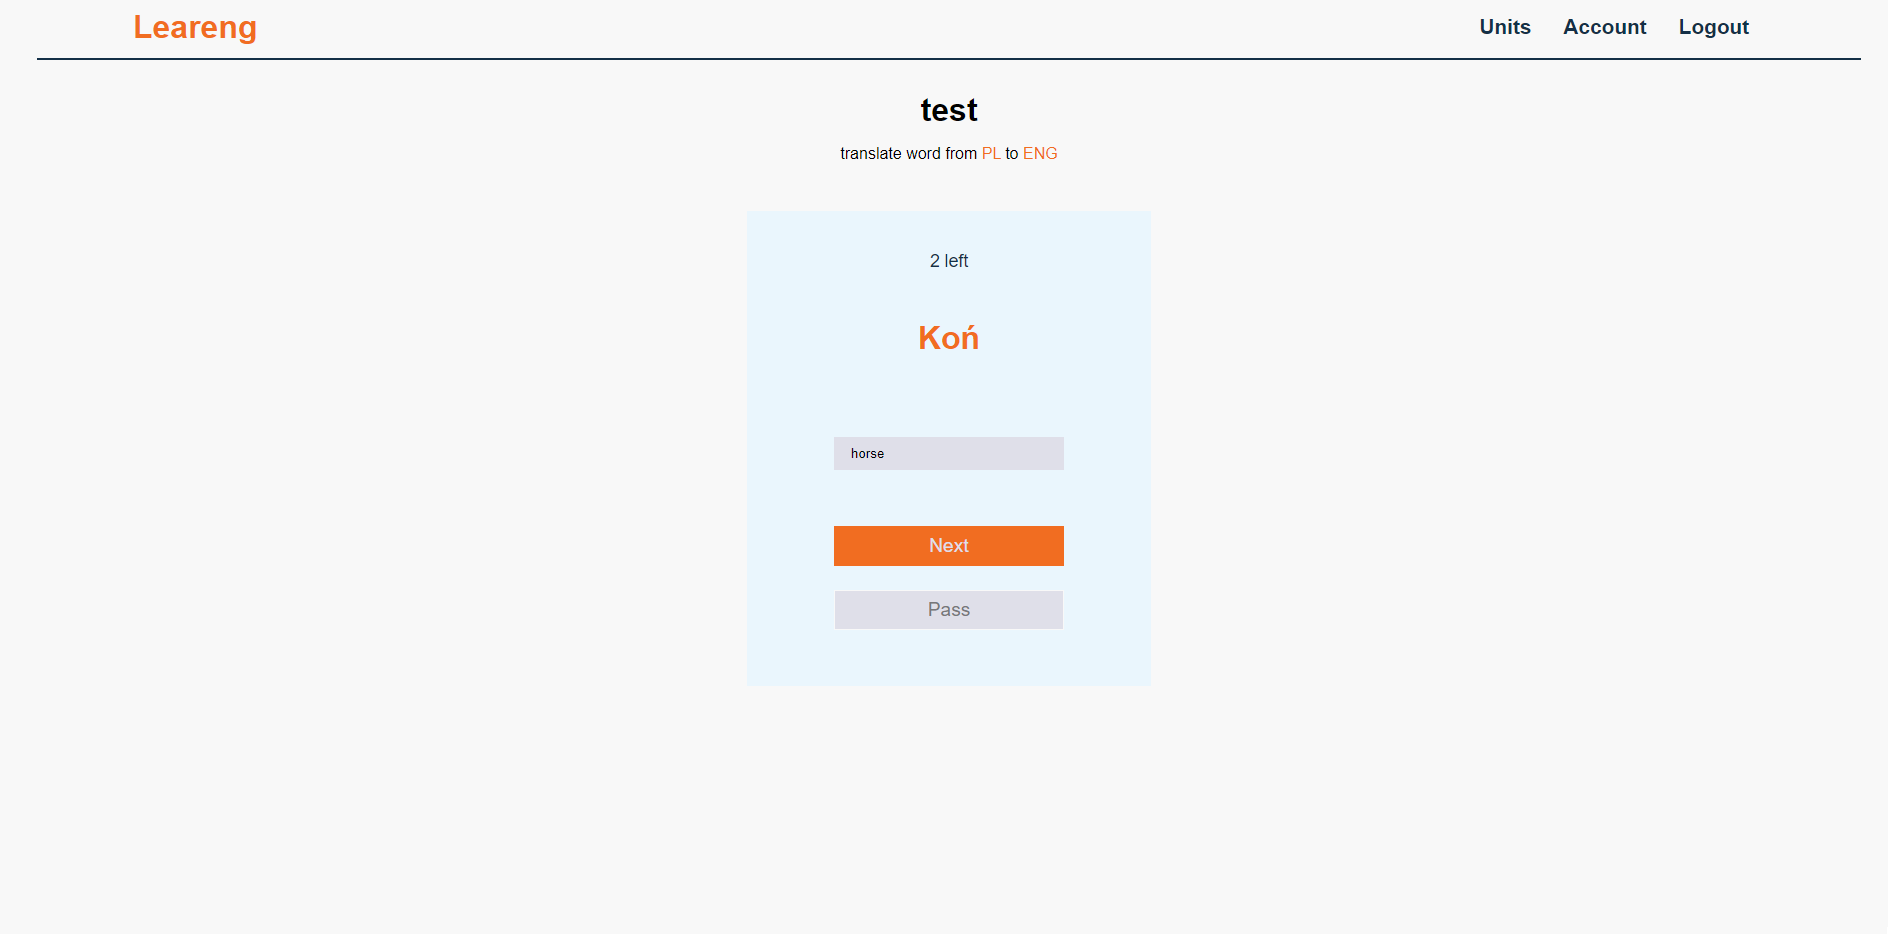 Leareng
Units Account Logout
test
translate word from PL to ENG
2 left
Koń
horse
Next
Pass